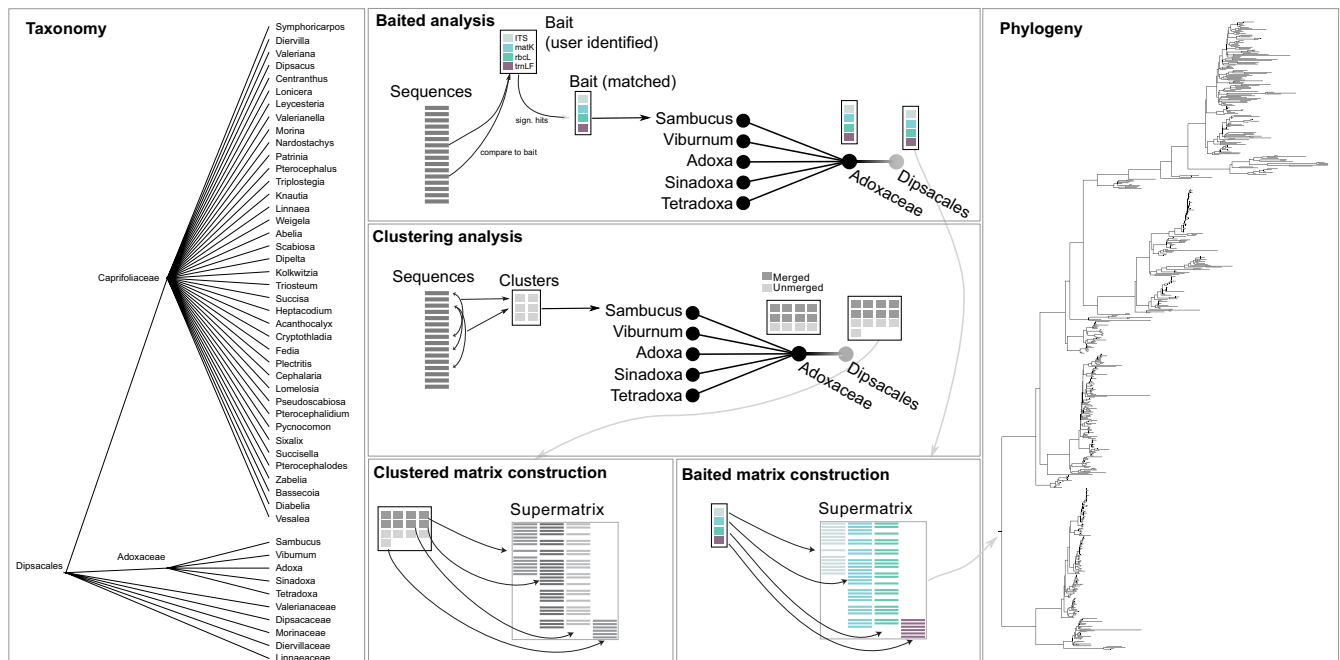 Taxonomy
Symphoricarpos
Diervilla
Valeriana
Dipsacus
Centranthus
Lonicera
Leycesteria
Valerianella
Morina
Nardostachys
Patrinia
Pterocephalus
Triplostegia
Knautia
Linnaea
Weigela
Abelia
Scabiosa
Dipelta
Kolkwitzia
Triosteum
Succisa
Heptacodium
Acanthocalyx
Cryptothladia
Fedia
Plectritis
Cephalaria
Lomelosia
Pseudoscabiosa
Pterocephalidium
Pycnocomon
Sixalix
Succisella
Pterocephalodes
Zabelia
Bassecoia
Diabelia
Vesalea
Caprifoliaceae
Sambucus
Viburnum
Adoxa
Sinadoxa
Tetradoxa
Valerianaceae
Dipsacaceae
Morinaceae
Diervillaceae
Linnaeaceae
Adoxaceae
Dipsacales
Baited analysis
Bait
(user identified)
ITS
matK
rbcL
trnLF
Sequences
Bait (matched)
sign. hits
compare to bait
Sambucus
Viburnum
Adoxa
Sinadoxa
Tetradoxa
Adoxaceae
Dipsacales
Clustering analysis
Sequences
Clusters
Merged
Unmerged
Sambucus
Viburnum
Adoxa
Sinadoxa
Tetradoxa
Adoxaceae
Dipsacales
Clustered matrix construction
Supermatrix
Baited matrix construction
Supermatrix
Phylogeny